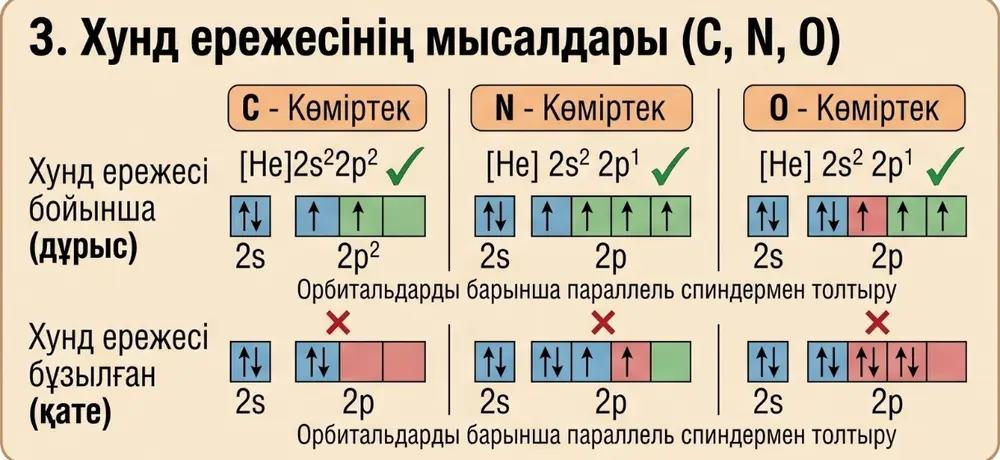 3. Хунд ережесінің мысалдары (C, N, O)
C - Көміртек
N - Көміртек
O - Көміртек
Хунд ережесі
бойынша
(дұрыс)
[He]2s²2p²
[He] 2s² 2p¹
[He] 2s² 2p¹
2s
2p²
2s
2p
2s
2p
Орбитальдарды барынша параллель спиндермен толтыру
Хунд ережесі
бұзылған
(қате)
2s
2p
2s
2p
2s
2p
Орбитальдарды барынша параллель спиндермен толтыру